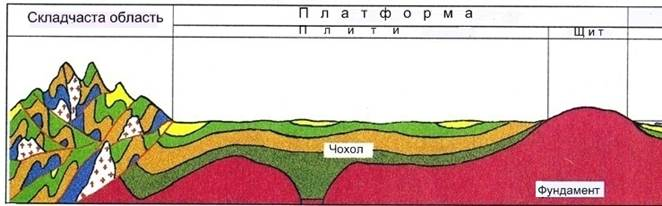 Складчаста область
Платформа
Плити
Щит
Чохол
Фундамент